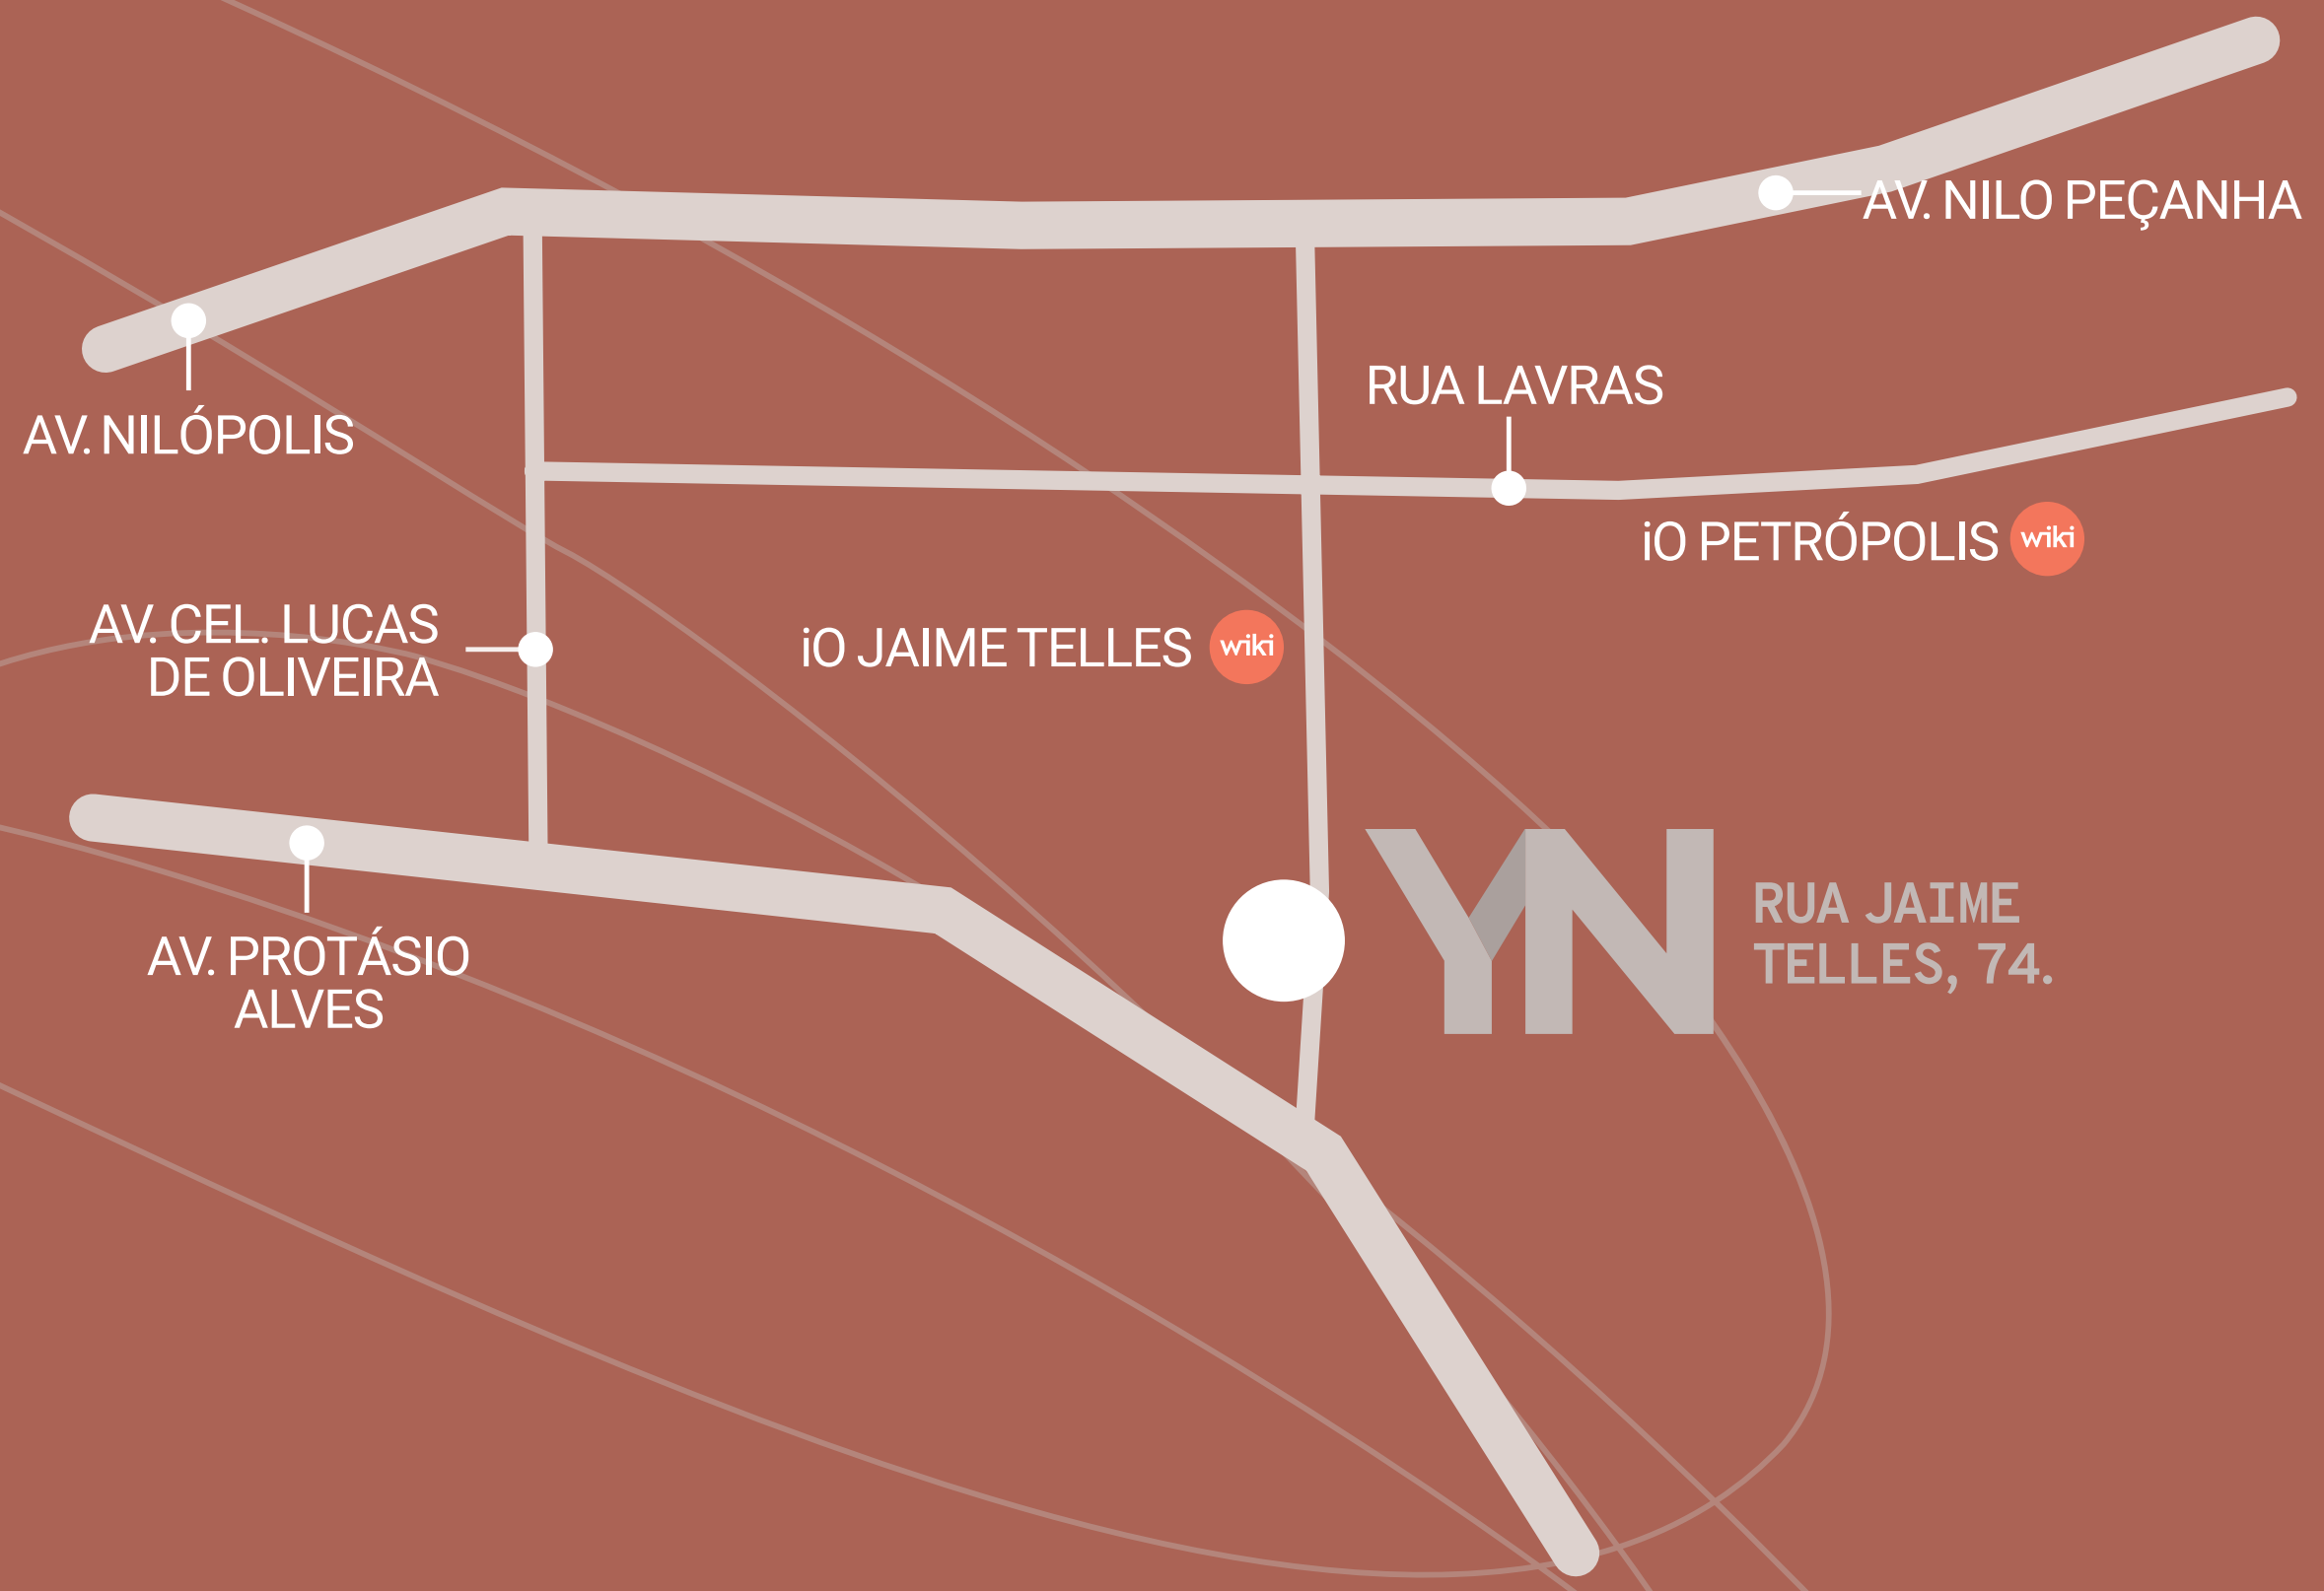 AV. NILO PEÇANHA
RUA LAVRAS
AV. NILÓPOLIS
iO PETRÓPOLIS wiki
AV. CEL. LUCAS
DE OLIVEIRA
iO JAIME TELLES wiki
YN
RUA JAIME
TELLES, 74.
AV. PROTÁSIO
ALVES